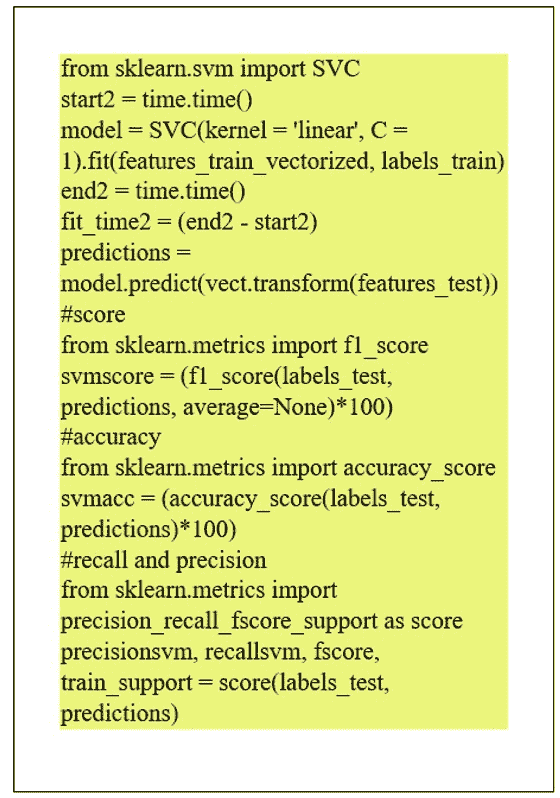 from sklearn.svm import SVC
start2 = time.time()
model = SVC(kernel = 'linear', C =
1).fit(features_train_vectorized, labels_train)
end2 = time.time()
fit_time2 = (end2 - start2)
predictions =
model.predict(vect.transform(features_test))
#score
from sklearn.metrics import f1_score
svmscore = (f1_score(labels_test,
predictions, average=None)*100)
#accuracy
from sklearn.metrics import accuracy_score
svmacc = (accuracy_score(labels_test,
predictions)*100)
#recall and precision
from sklearn.metrics import
precision_recall_fscore_support as score
precisionsvm, recallsvm, fscore,
train_support = score(labels_test,
predictions)